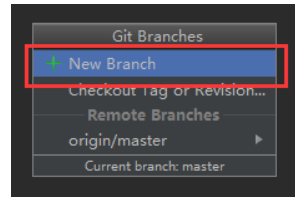 Git Branches
New Branch
Checkout Tag or Revision...
Remote Branches
origin/master
Current branch: master